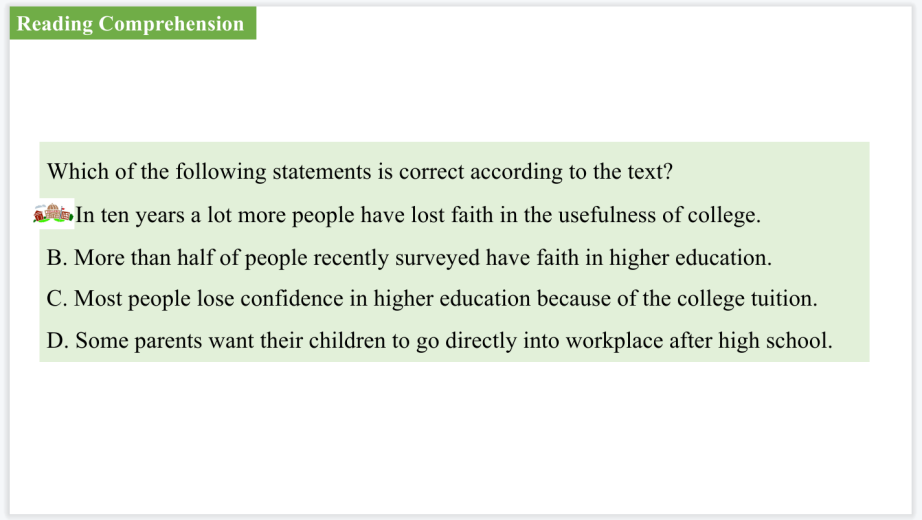 Reading Comprehension
Which of the following statements is correct according to the text?
In ten years a lot more people have lost faith in the usefulness of college.
B. More than half of people recently surveyed have faith in higher education.
C. Most people lose confidence in higher education because of the college tuition.
D. Some parents want their children to go directly into workplace after high school.